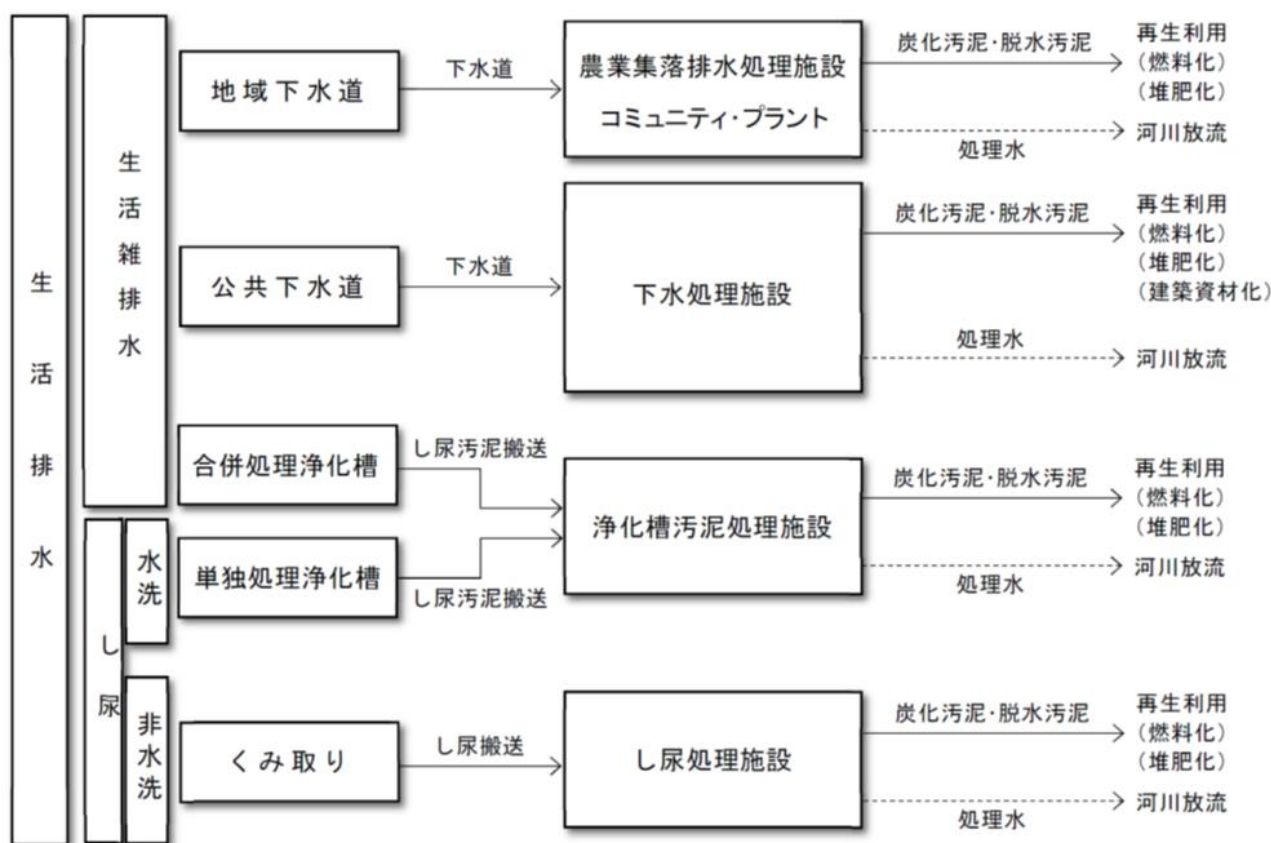 生活排水
生活雑排水
し尿
水洗
非水洗
地域下水道
下水道
農業集落排水処理施設
コミュニティ・プラント
炭化汚泥・脱水汚泥
再生利用
（燃料化）
（堆肥化）
処理水
河川放流
公共下水道
下水道
下水処理施設
炭化汚泥・脱水汚泥
再生利用
（燃料化）
（堆肥化）
（建築資材化）
処理水
河川放流
合併処理浄化槽
し尿汚泥搬送
単独処理浄化槽
し尿汚泥搬送
浄化槽汚泥処理施設
炭化汚泥・脱水汚泥
再生利用
（燃料化）
（堆肥化）
処理水
河川放流
くみ取り
し尿搬送
し尿処理施設
炭化汚泥・脱水汚泥
再生利用
（燃料化）
（堆肥化）
処理水
河川放流